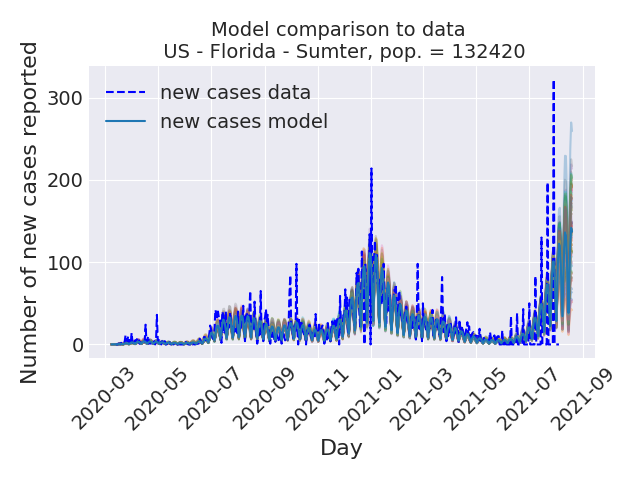 Model comparison to data
US - Florida - Sumter, pop. = 132420
Number of new cases reported
300
200
100
0
new cases data
new cases model
2020-03
2020-05
2020-07
2020-09
2020-11
2021-01
2021-03
2021-05
2021-07
2021-09
Day